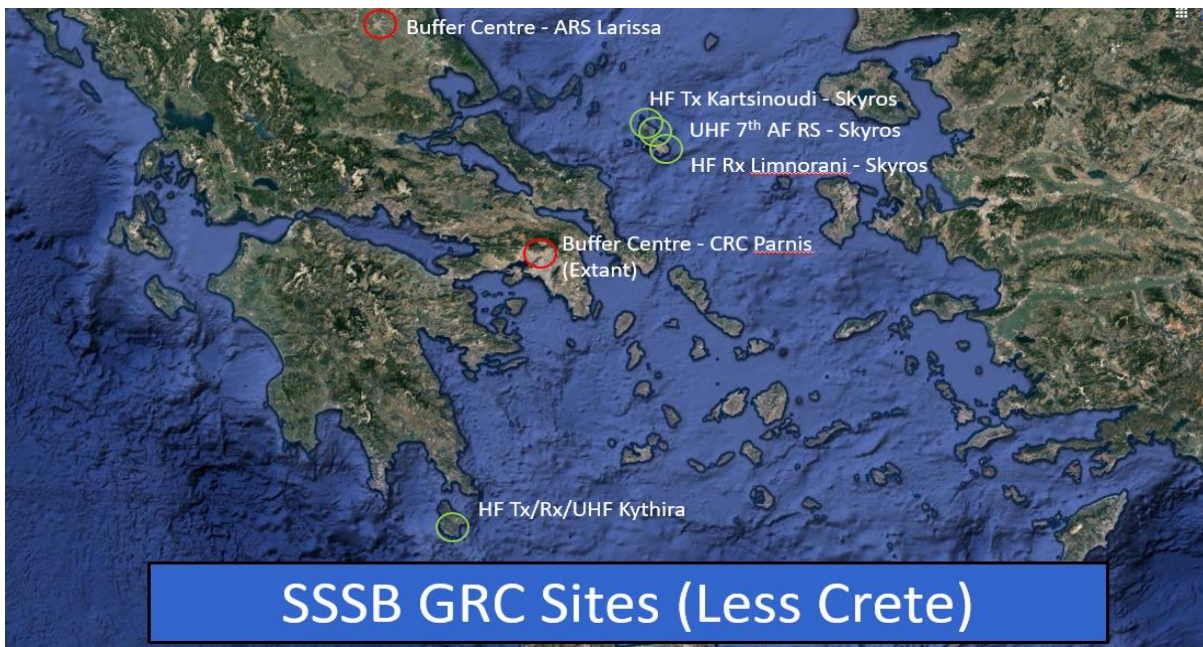 Buffer Centre - ARS Larissa
HF Tx Kartsinoudi - Skyros
UHF 7th AF RS - Skyros
HF Rx Limnorani - Skyros
Buffer Centre - CRC Parnis
(Extant)
HF Tx/Rx/UHF Kythira
SSSB GRC Sites (Less Crete)